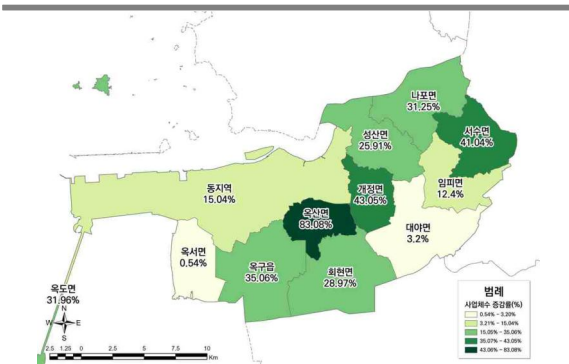 나포면
31.25%
서수면
41.04%
성산면
25.91%
임피면
12.4%
개정면
43.05%
동지역
15.04%
옥산면
83.08%
대야면
3.2%
옥서면
0.54%
옥구읍
35.06%
회현면
28.97%
옥도면
31.96%
N
W E
S
2.5 1.25 0 2.5 5 7.5 10
Km
범례
사업체수 증감률(%)
0.54% - 3.20%
3.21% - 15.04%
15.05% - 35.06%
35.07% - 43.05%
43.06% - 83.08%